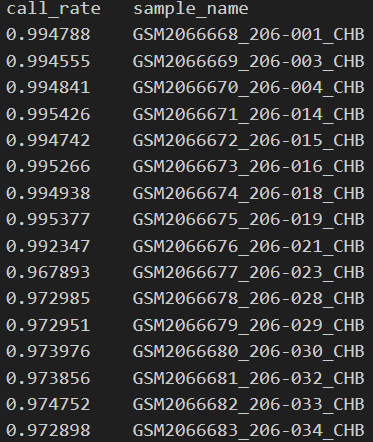 call_rate sample_name
0.994788 GSM2066668_206-001_CHB
0.994555 GSM2066669_206-003_CHB
0.994841 GSM2066670_206-004_CHB
0.995426 GSM2066671_206-014_CHB
0.994742 GSM2066672_206-015_CHB
0.995266 GSM2066673_206-016_CHB
0.994938 GSM2066674_206-018_CHB
0.995377 GSM2066675_206-019_CHB
0.992347 GSM2066676_206-021_CHB
0.967893 GSM2066677_206-023_CHB
0.972985 GSM2066678_206-028_CHB
0.972951 GSM2066679_206-029_CHB
0.973976 GSM2066680_206-030_CHB
0.973856 GSM2066681_206-032_CHB
0.974752 GSM2066682_206-033_CHB
0.972898 GSM2066683_206-034_CHB